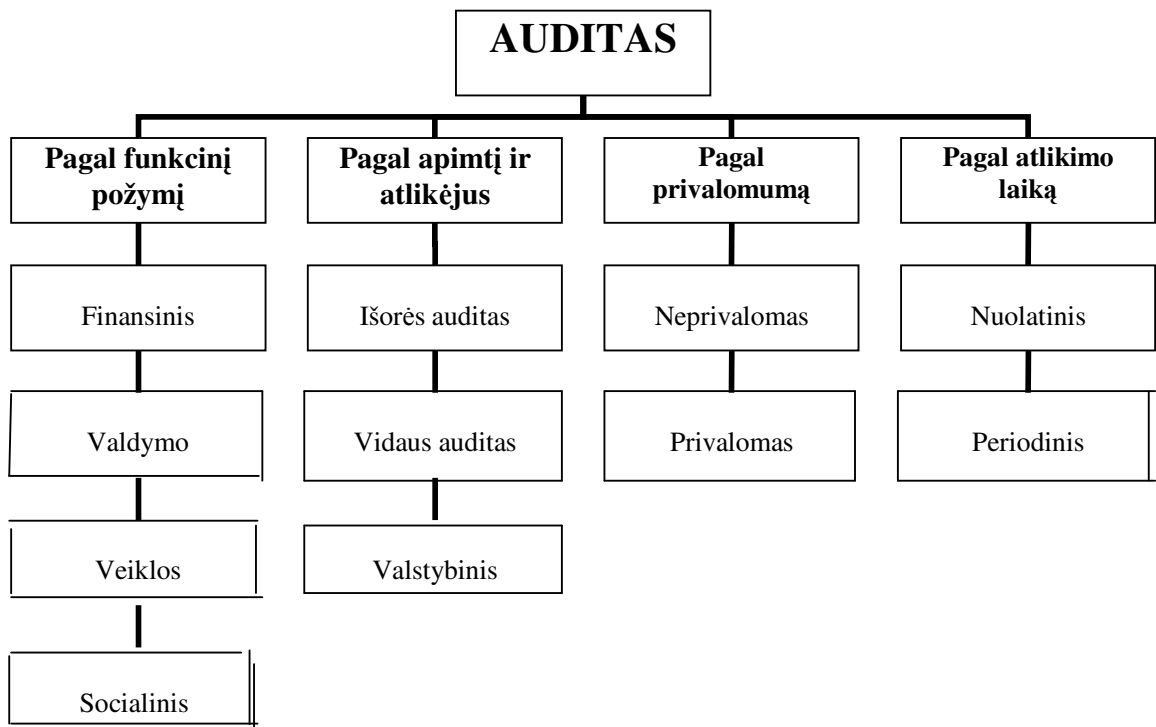 AUDITAS
Pagal funkcinį
požymį
Finansinis
Valdymo
Veiklos
Socialinis
Pagal apimtį ir
atlikėjus
Išorės auditas
Vidaus auditas
Valstybinis
Pagal
privalomumą
Neprivalomas
Privalomas
Pagal atlikimo
laiką
Nuolatinis
Periodinis